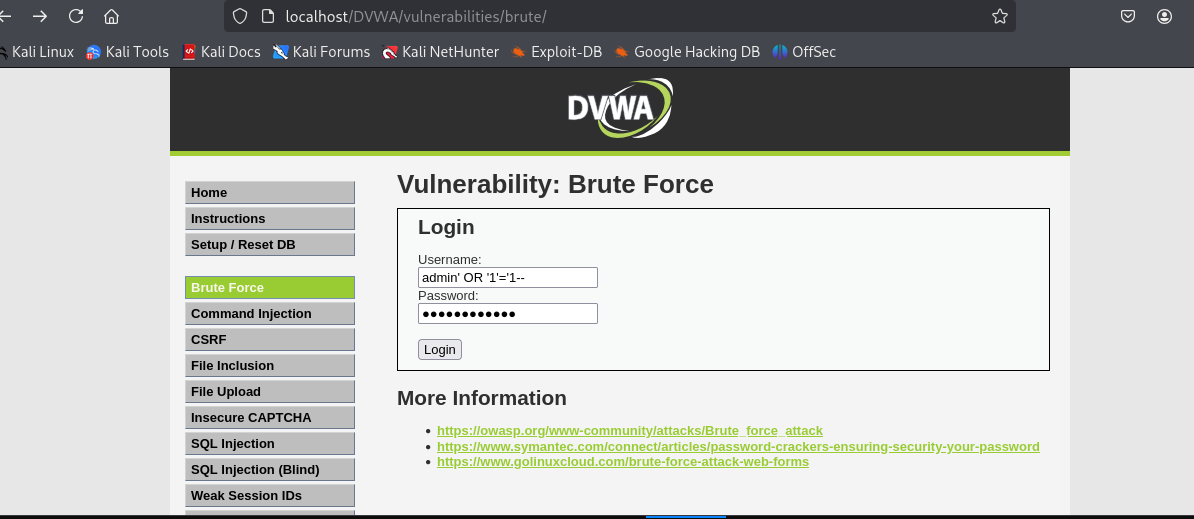 localhost/DVWA/vulnerabilities/brute/
Kali Linux Kali Tools Kali Docs Kali Forums Kali NetHunter Exploit-DB Google Hacking DB OffSec
DVWA
Home
Instructions
Setup / Reset DB
Brute Force
Command Injection
CSRF
File Inclusion
File Upload
Insecure CAPTCHA
SQL Injection
SQL Injection (Blind)
Weak Session IDs
Vulnerability: Brute Force
Login
Username:
admin' OR '1'='1--
Password:
●●●●●●●●●●●●
Login
More Information
https://owasp.org/www-community/attacks/Brute_force_attack
https://www.symantec.com/connect/articles/password-crackers-ensuring-security-your-password
https://www.golinuxcloud.com/brute-force-attack-web-forms